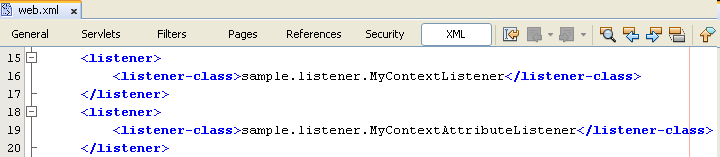 web.xml
General Servlets Filters Pages References Security XML
15 <listener>
16 <listener-class>sample.listener.MyContextListener</listener-class>
17 </listener>
18 <listener>
19 <listener-class>sample.listener.MyContextAttributeListener</listener-class>
20 </listener>